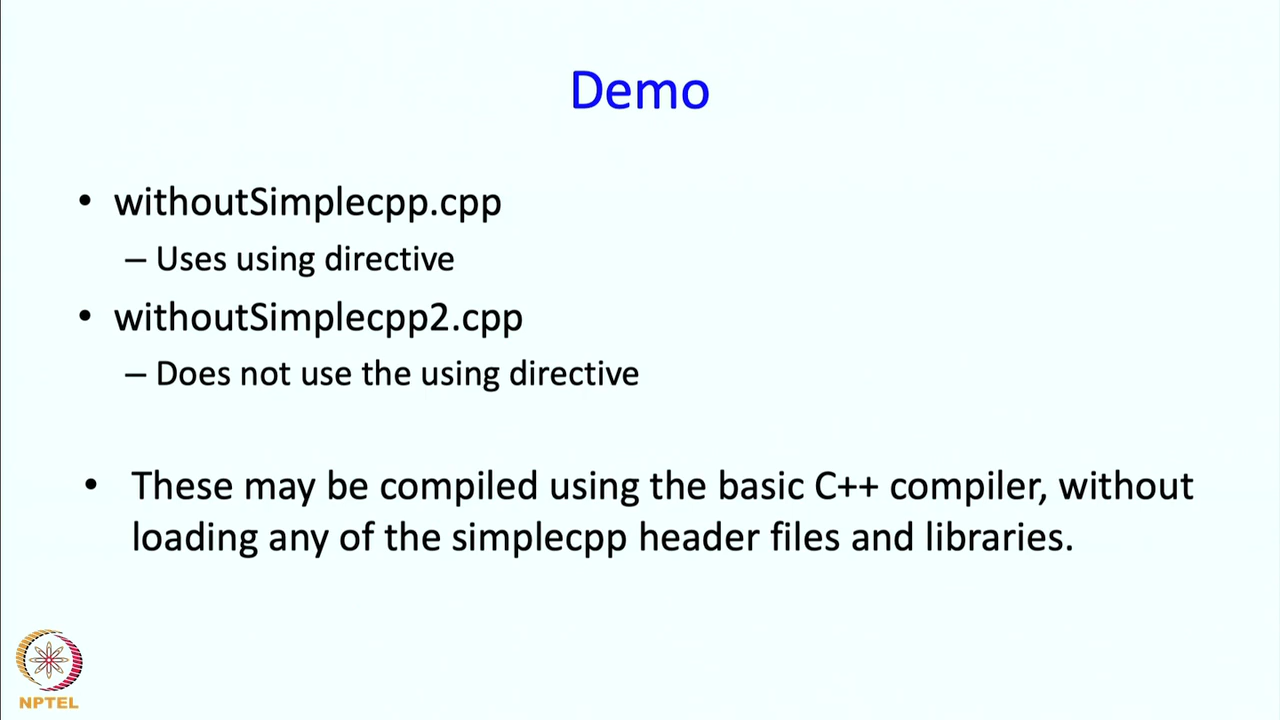 Demo
• withoutSimplecpp.cpp
– Uses using directive
• withoutSimplecpp2.cpp
– Does not use the using directive
• These may be compiled using the basic C++ compiler, without
loading any of the simplecpp header files and libraries.
NPTEL